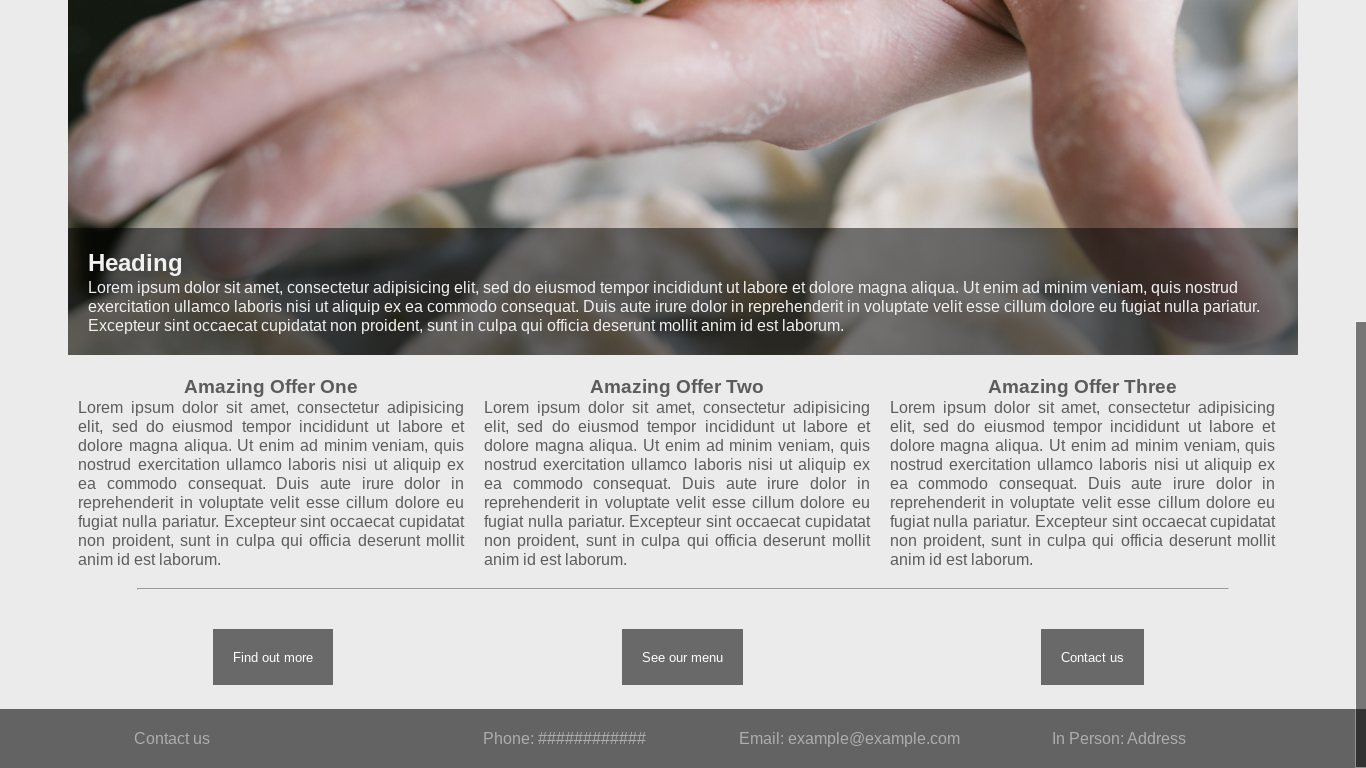 Heading
Lorem ipsum dolor sit amet, consectetur adipisicing elit, sed do eiusmod tempor incididunt ut labore et dolore magna aliqua. Ut enim ad minim veniam, quis nostrud
exercitation ullamco laboris nisi ut aliquip ex ea commodo consequat. Duis aute irure dolor in reprehenderit in voluptate velit esse cillum dolore eu fugiat nulla pariatur.
Excepteur sint occaecat cupidatat non proident, sunt in culpa qui officia deserunt mollit anim id est laborum.
Amazing Offer One
Lorem ipsum dolor sit amet, consectetur adipisicing
elit, sed do eiusmod tempor incididunt ut labore et
dolore magna aliqua. Ut enim ad minim veniam, quis
nostrud exercitation ullamco laboris nisi ut aliquip ex
ea commodo consequat. Duis aute irure dolor in
reprehenderit in voluptate velit esse cillum dolore eu
fugiat nulla pariatur. Excepteur sint occaecat cupidatat
non proident, sunt in culpa qui officia deserunt mollit
anim id est laborum.
Amazing Offer Two
Lorem ipsum dolor sit amet, consectetur adipisicing
elit, sed do eiusmod tempor incididunt ut labore et
dolore magna aliqua. Ut enim ad minim veniam, quis
nostrud exercitation ullamco laboris nisi ut aliquip ex
ea commodo consequat. Duis aute irure dolor in
reprehenderit in voluptate velit esse cillum dolore eu
fugiat nulla pariatur. Excepteur sint occaecat cupidatat
non proident, sunt in culpa qui officia deserunt mollit
anim id est laborum.
Amazing Offer Three
Lorem ipsum dolor sit amet, consectetur adipisicing
elit, sed do eiusmod tempor incididunt ut labore et
dolore magna aliqua. Ut enim ad minim veniam, quis
nostrud exercitation ullamco laboris nisi ut aliquip ex
ea commodo consequat. Duis aute irure dolor in
reprehenderit in voluptate velit esse cillum dolore eu
fugiat nulla pariatur. Excepteur sint occaecat cupidatat
non proident, sunt in culpa qui officia deserunt mollit
anim id est laborum.
Find out more
See our menu
Contact us
Contact us
Phone: ############
Email: example@example.com
In Person: Address